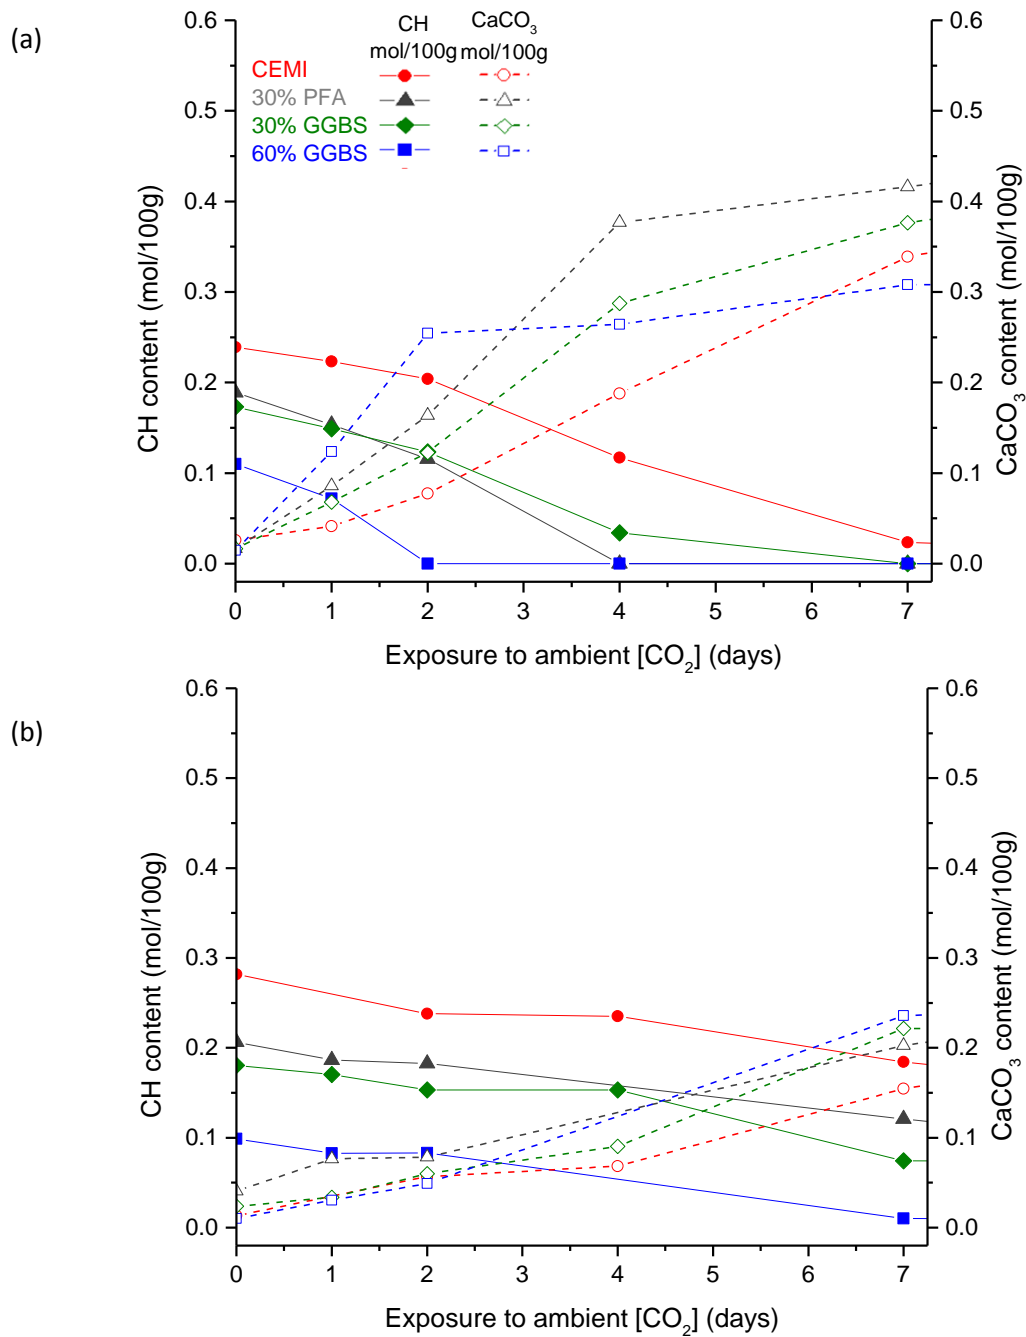 (a)
CH CaCO3
mol/100g mol/100g
CEMI
30% PFA
30% GGBS
60% GGBS
0.6
0.5
0.4
0.3
0.2
0.1
0.0
CH content (mol/100g)
0.6
0.5
0.4
0.3
0.2
0.1
0.0
CaCO3 content (mol/100g)
0 1 2 3 4 5 6 7
Exposure to ambient [CO2] (days)
(b)
0.6
0.5
0.4
0.3
0.2
0.1
0.0
CH content (mol/100g)
0.6
0.5
0.4
0.3
0.2
0.1
0.0
CaCO3 content (mol/100g)
0 1 2 3 4 5 6 7
Exposure to ambient [CO2] (days)